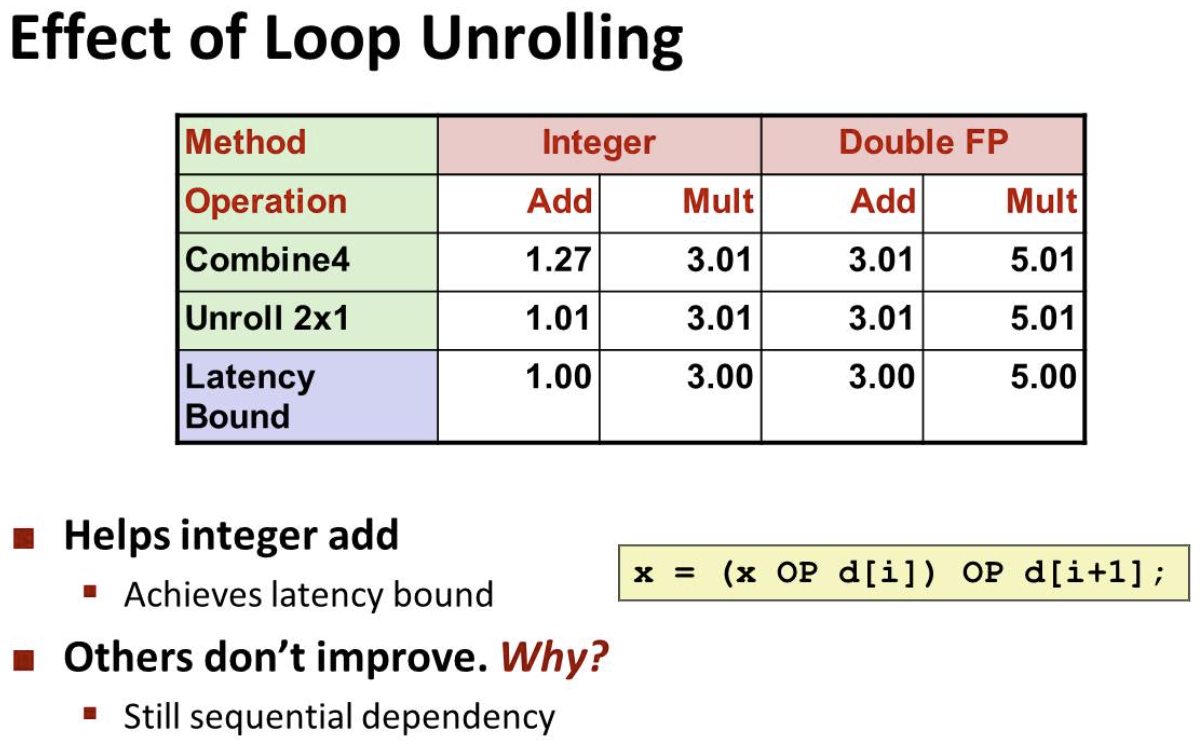 Effect of Loop Unrolling
Method Integer Double FP
Operation Add Mult Add Mult
Combine4 1.27 3.01 3.01 5.01
Unroll 2x1 1.01 3.01 3.01 5.01
Latency Bound 1.00 3.00 3.00 5.00
Helps integer add
Achieves latency bound
x = (x OP d[i]) OP d[i+1];
Others don’t improve. Why?
Still sequential dependency